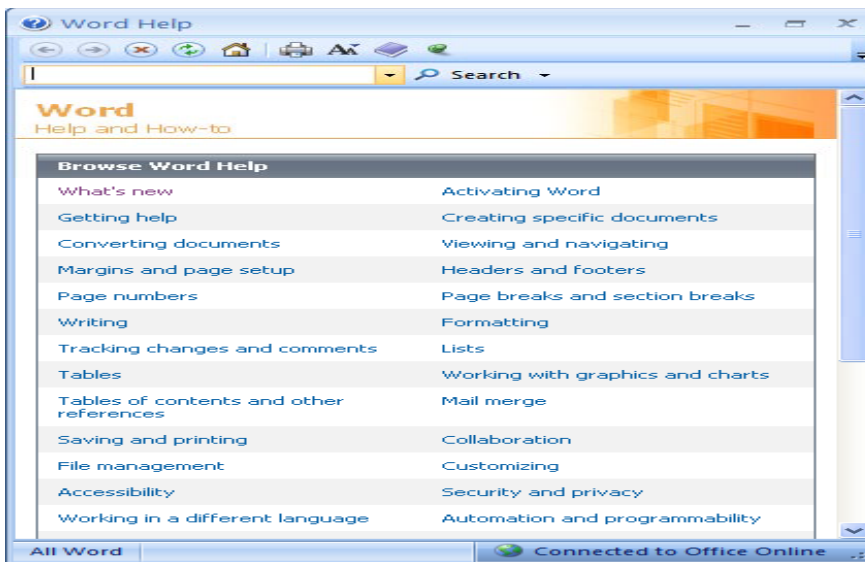 Word Help
Search
Word
Help and How-to
Browse Word Help
What's new
Activating Word
Getting help
Creating specific documents
Converting documents
Viewing and navigating
Margins and page setup
Headers and footers
Page numbers
Page breaks and section breaks
Writing
Formatting
Tracking changes and comments
Lists
Tables
Working with graphics and charts
Tables of contents and other
references
Mail merge
Saving and printing
Collaboration
File management
Customizing
Accessibility
Security and privacy
Working in a different language
Automation and programmability
All Word
Connected to Office Online